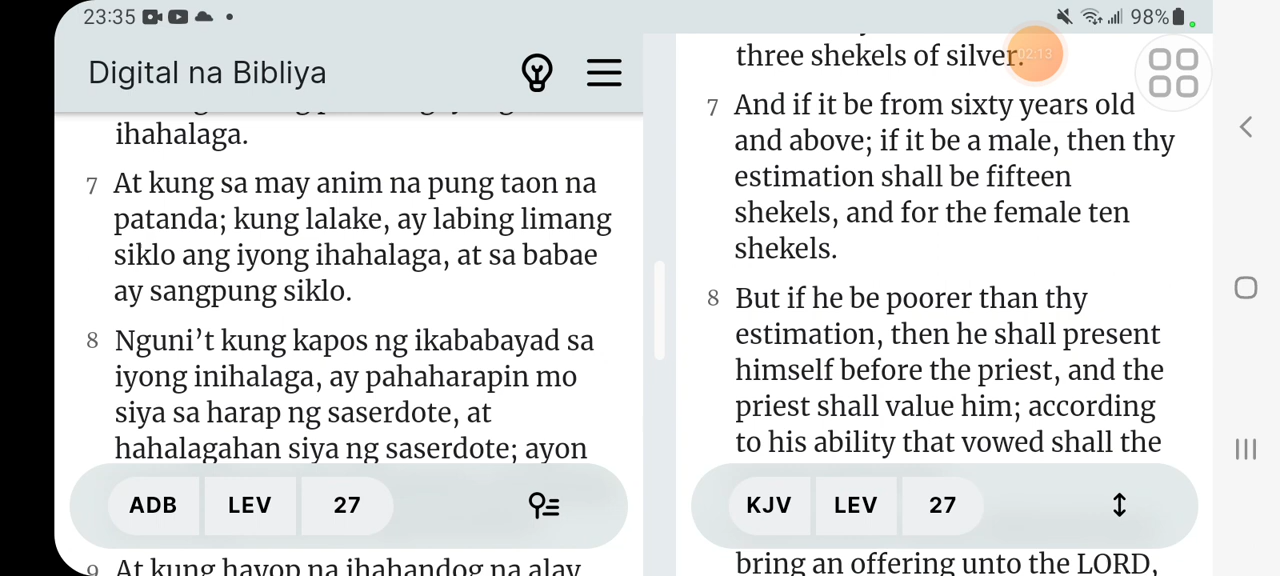 23:35
98%
Digital na Bibliya
ihahalaga.
7 At kung sa may anim na pung taon na
patanda; kung lalake, ay labing limang
siklo ang iyong ihahalaga, at sa babae
ay sangpung siklo.
8 Nguni’t kung kapos ng ikababayad sa
iyong inihalaga, ay pahaharapin mo
siya sa harap ng saserdote, at
hahalagahan siya ng saserdote; ayon
ADB LEV 27
9 At kung hayop na ihahandog na alay
three shekels of silver.
02:13
7 And if it be from sixty years old
and above; if it be a male, then thy
estimation shall be fifteen
shekels, and for the female ten
shekels.
8 But if he be poorer than thy
estimation, then he shall present
himself before the priest, and the
priest shall value him; according
to his ability that vowed shall the
KJV LEV 27
bring an offering unto the LORD,